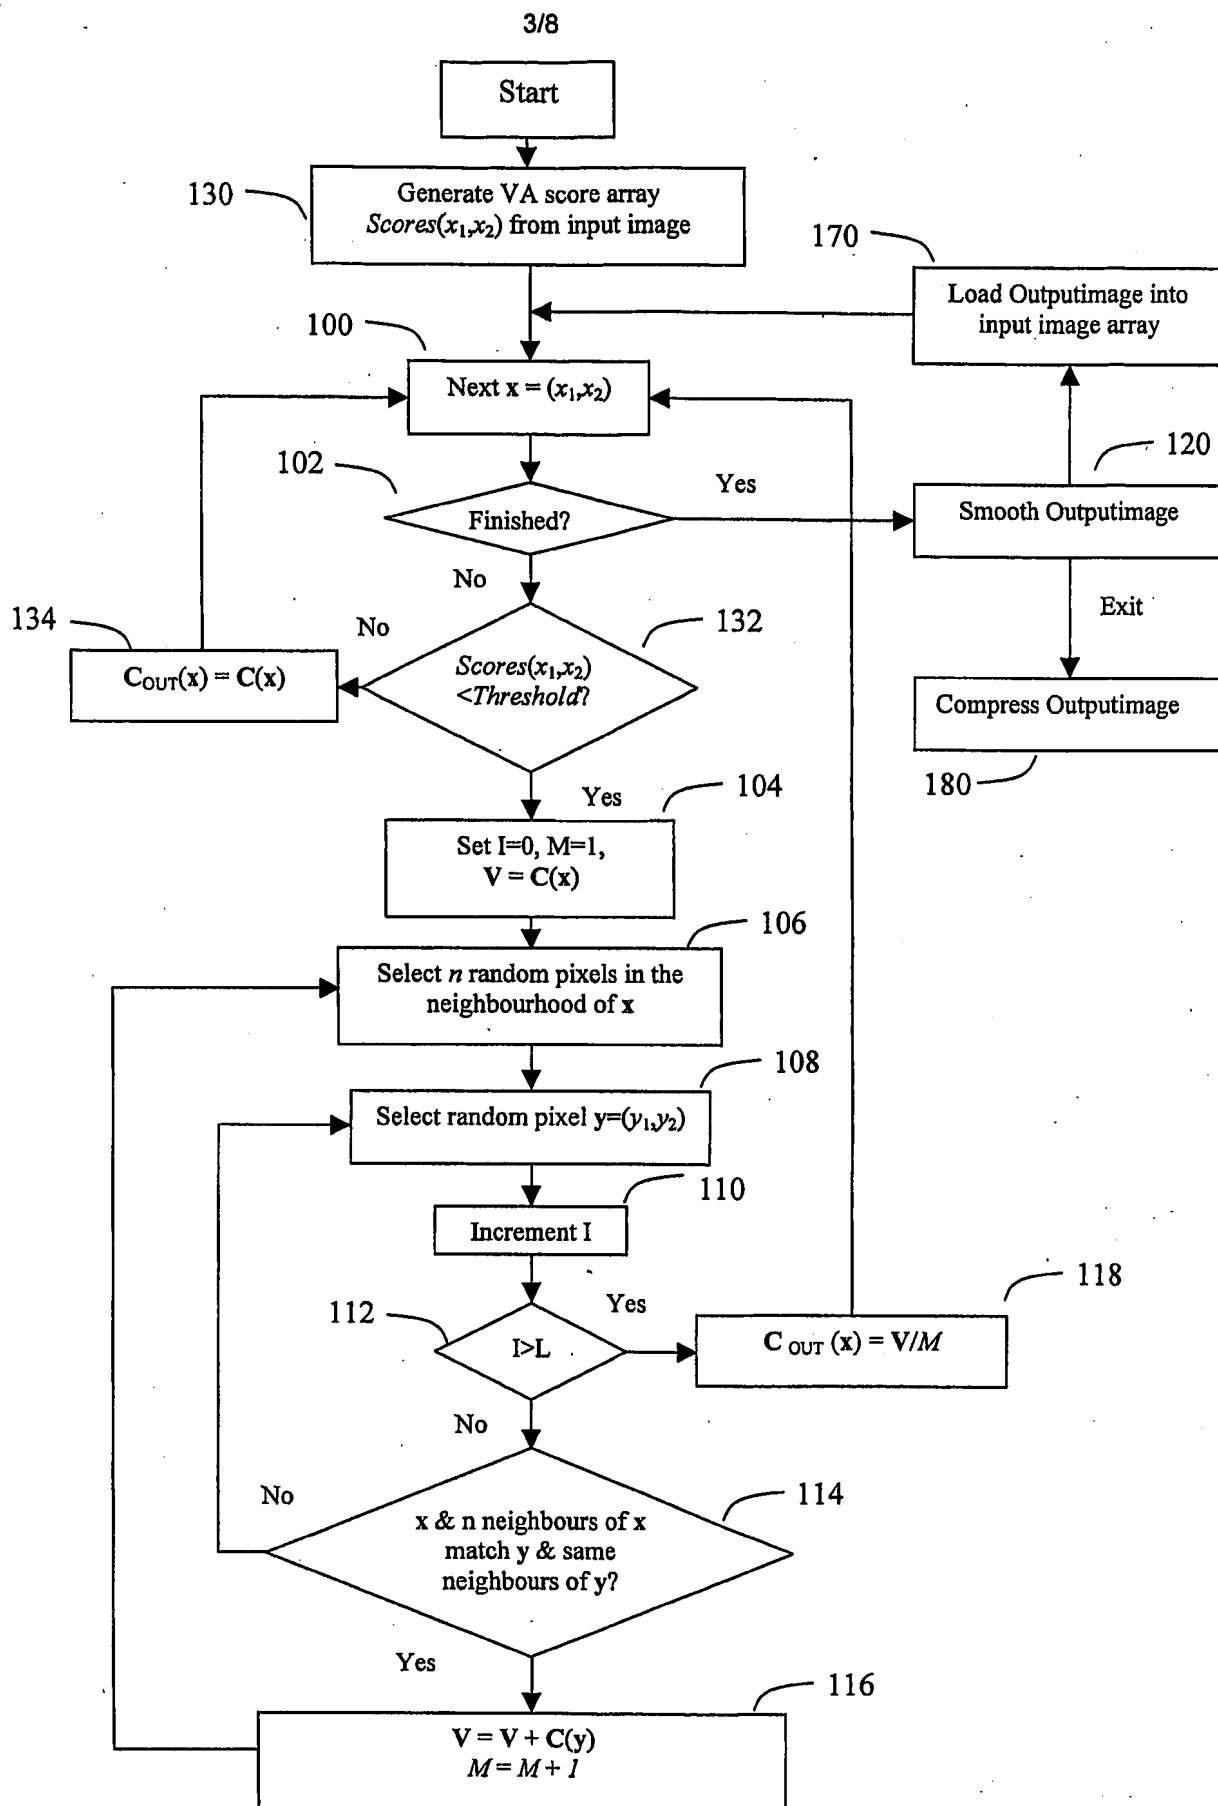 3/8
Start
130
Generate VA score array
Scores(x₁,x₂) from input image
170
Load Outputimage into
input image array
100
Next x = (x₁,x₂)
102
Finished?
Yes
120
Smooth Outputimage
No
Exit
134
C_OUT(x) = C(x)
No
132
Scores(x₁,x₂)
<Threshold?
Compress Outputimage
180
Yes
104
Set I=0, M=1,
V = C(x)
106
Select n random pixels in the
neighbourhood of x
108
Select random pixel y=(y₁,y₂)
110
Increment I
112
I>L
Yes
118
C_OUT (x) = V/M
No
No
114
x & n neighbours of x
match y & same
neighbours of y?
Yes
116
V = V + C(y)
M = M + 1